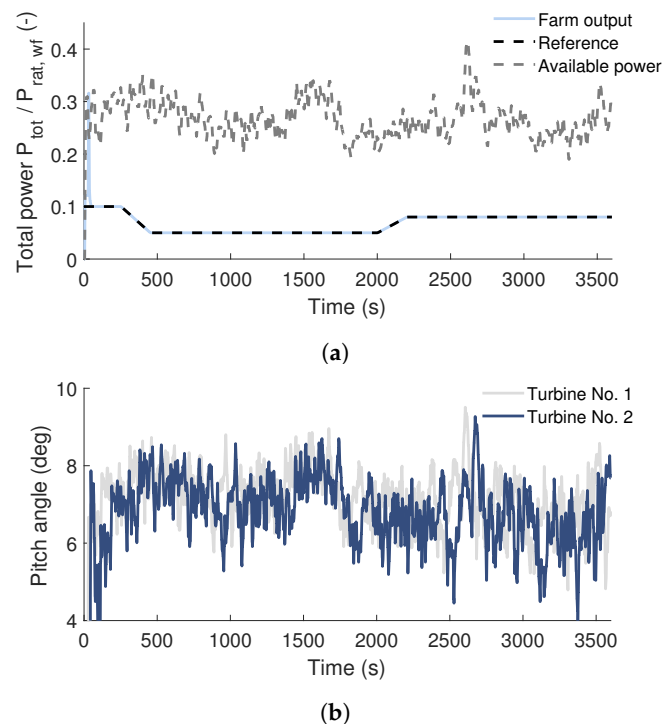 Total power P_tot / P_rat, wf (-)
0.4
0.3
0.2
0.1
0
Farm output
Reference
Available power
0 500 1000 1500 2000 2500 3000 3500
Time (s)
(a)
Pitch angle (deg)
10
8
6
4
Turbine No. 1
Turbine No. 2
0 500 1000 1500 2000 2500 3000 3500
Time (s)
(b)